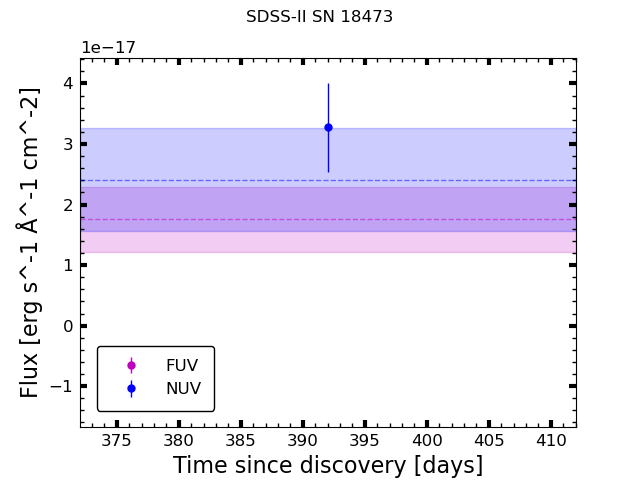 SDSS-II SN 18473
1e−17
4
3
2
1
0
−1
Flux [erg s^-1 Å^-1 cm^-2]
FUV
NUV
375 380 385 390 395 400 405 410
Time since discovery [days]